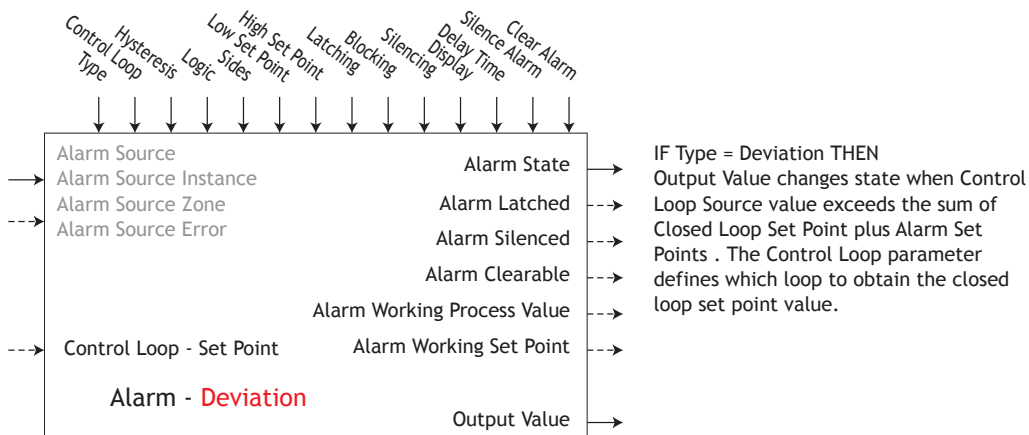 Type
Control Loop
Hysteresis
Logic
Sides
Low Set Point
High Set Point
Latching
Blocking
Silencing
Display
Delay Time
Silence Alarm
Clear Alarm
Alarm Source
Alarm Source Instance
Alarm Source Zone
Alarm Source Error
Control Loop - Set Point
Alarm - Deviation
Alarm State
Alarm Latched
Alarm Silenced
Alarm Clearable
Alarm Working Process Value
Alarm Working Set Point
Output Value
IF Type = Deviation THEN
Output Value changes state when Control
Loop Source value exceeds the sum of
Closed Loop Set Point plus Alarm Set
Points . The Control Loop parameter
defines which loop to obtain the closed
loop set point value.